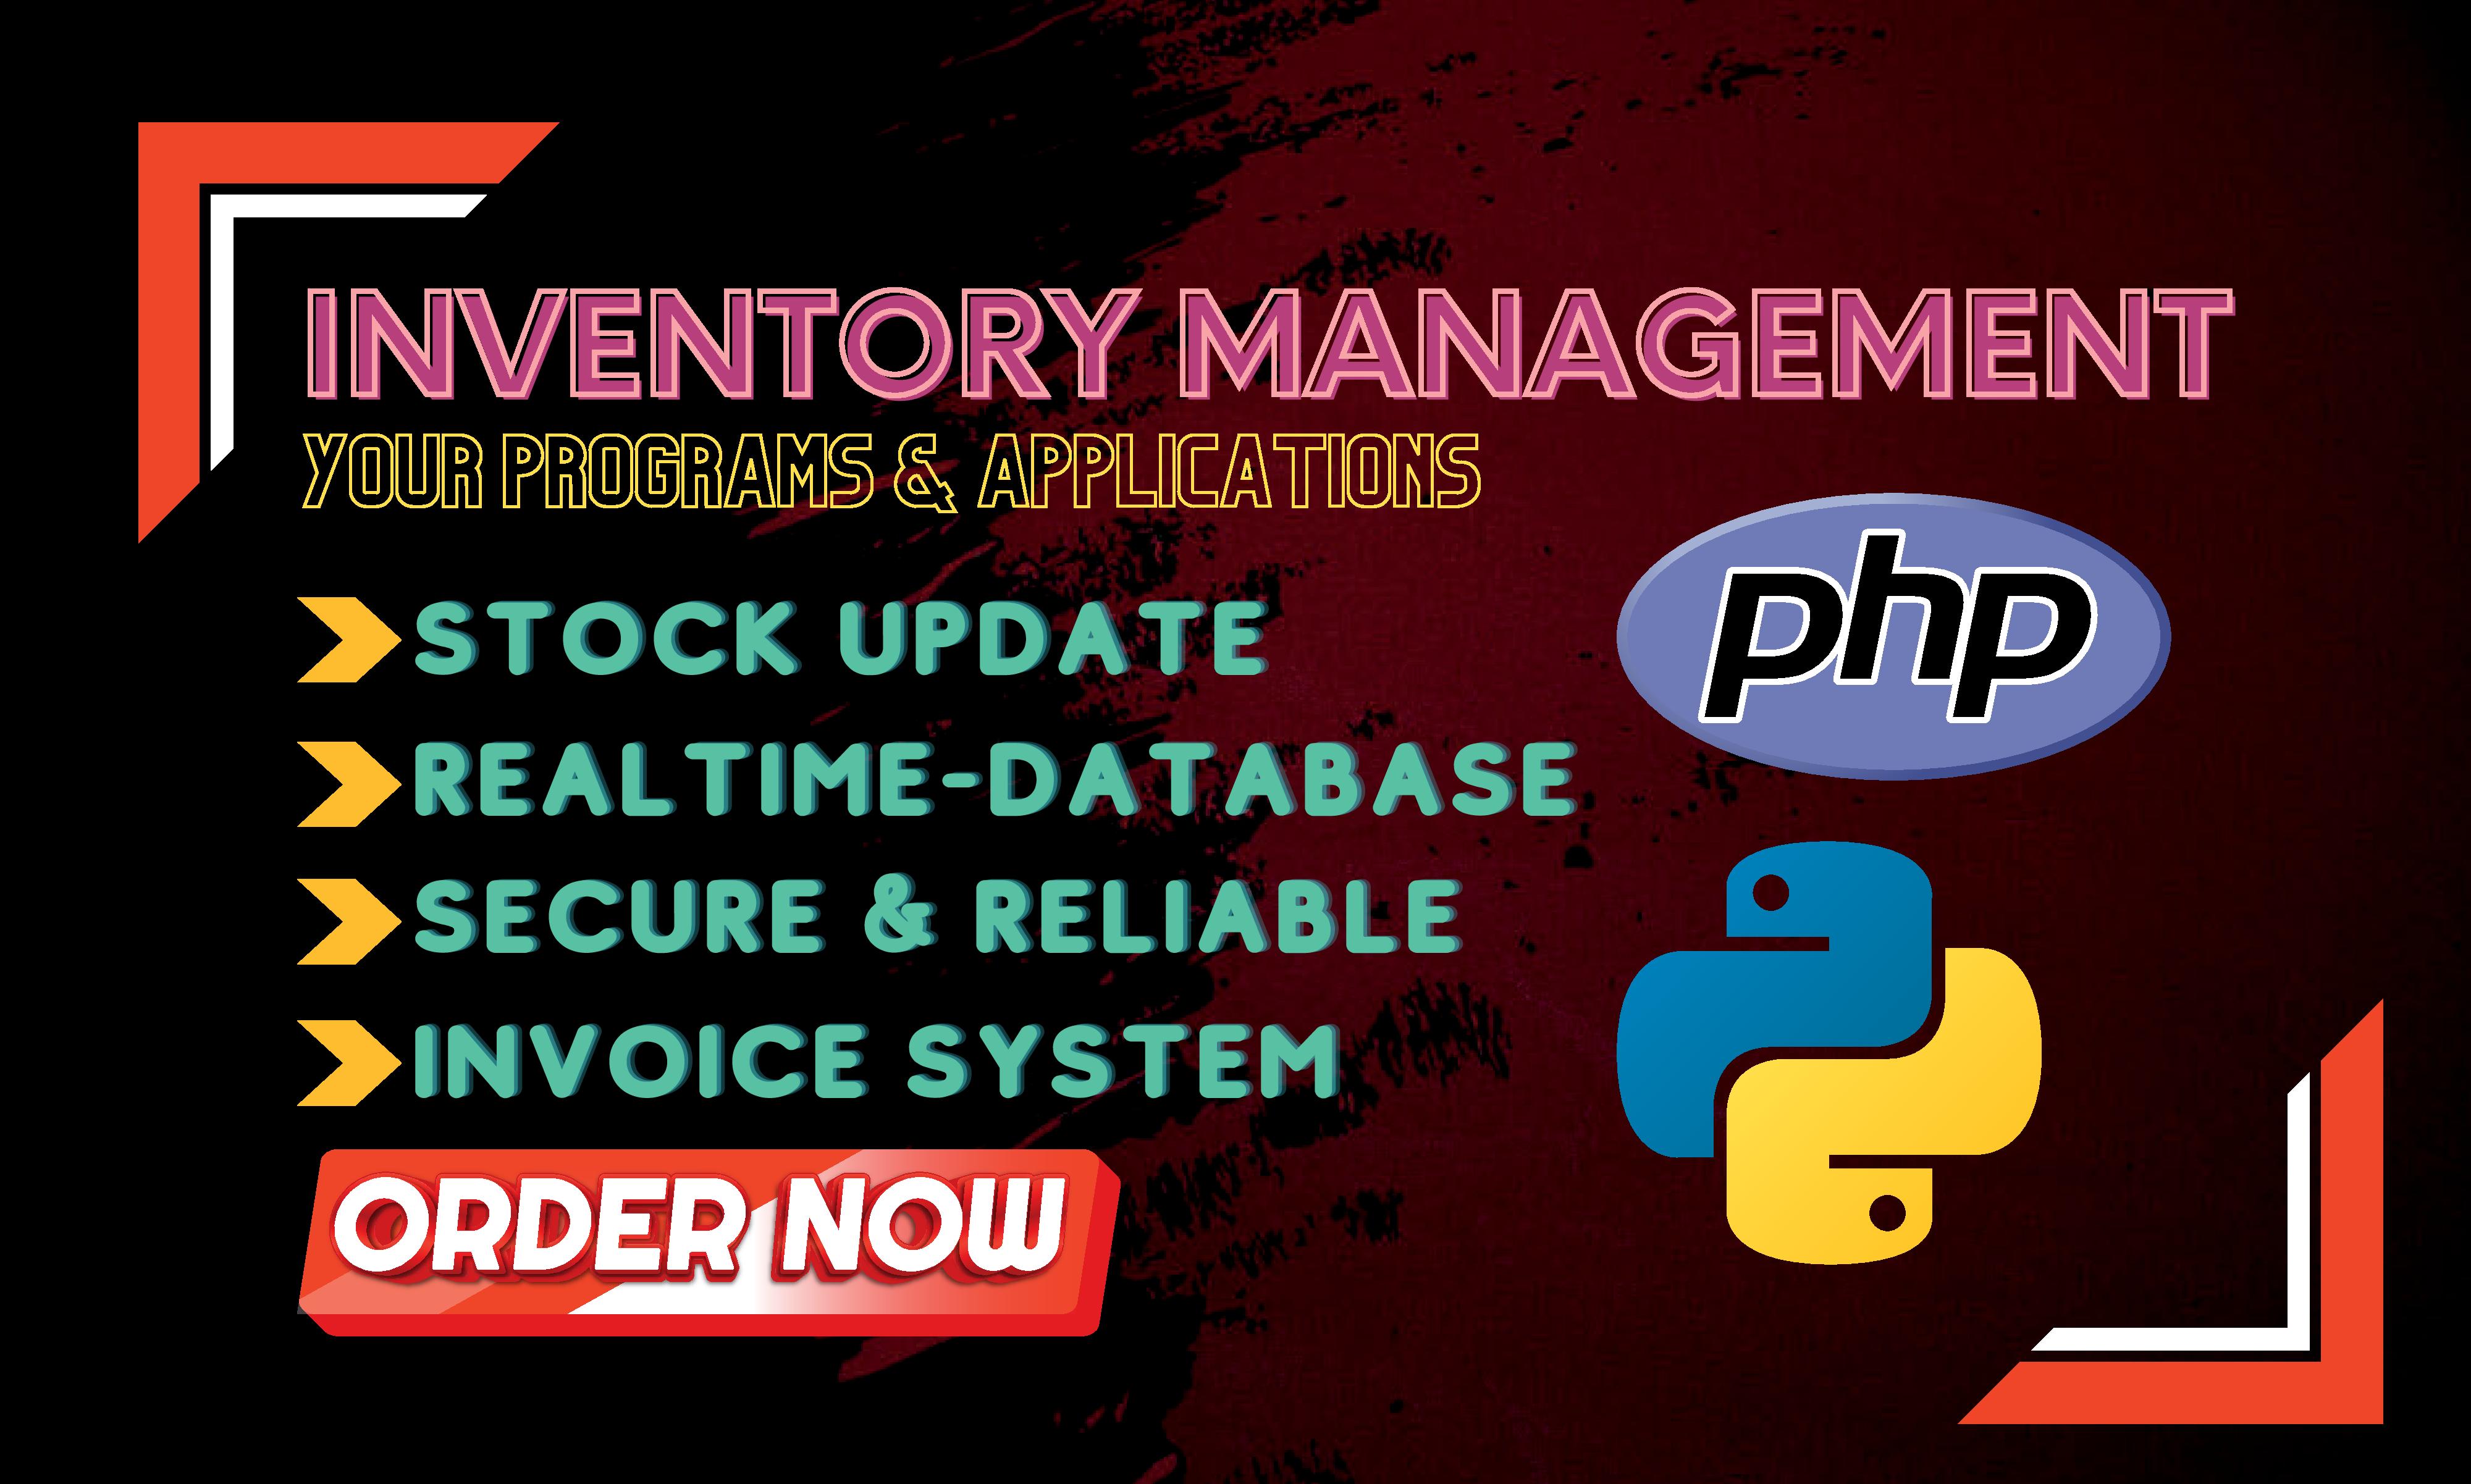 INVENTORY MANAGEMENT
YOUR PROGRAMS & APPLICATIONS
STOCK UPDATE
REALTIME-DATABASE
SECURE & RELIABLE
INVOICE SYSTEM
ORDER NOW
php